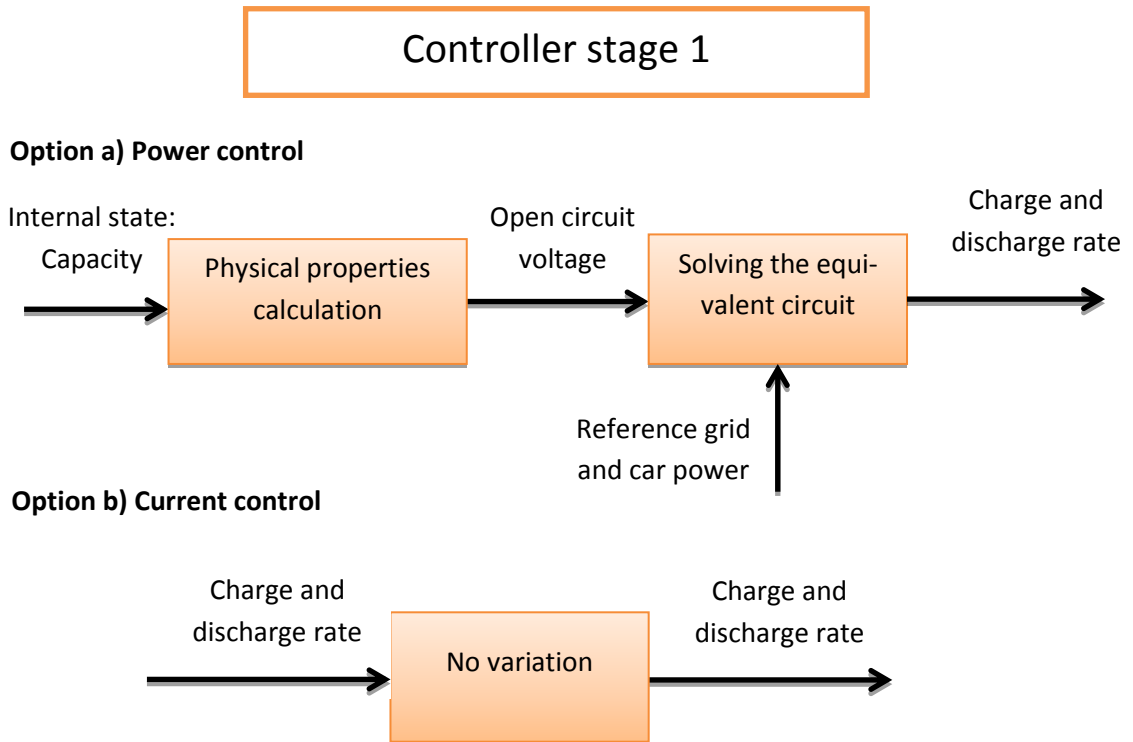 Controller stage 1
Option a) Power control
Internal state:
Capacity
Physical properties
calculation
Open circuit
voltage
Solving the equi-
valent circuit
Charge and
discharge rate
Reference grid
and car power
Option b) Current control
Charge and
discharge rate
No variation
Charge and
discharge rate